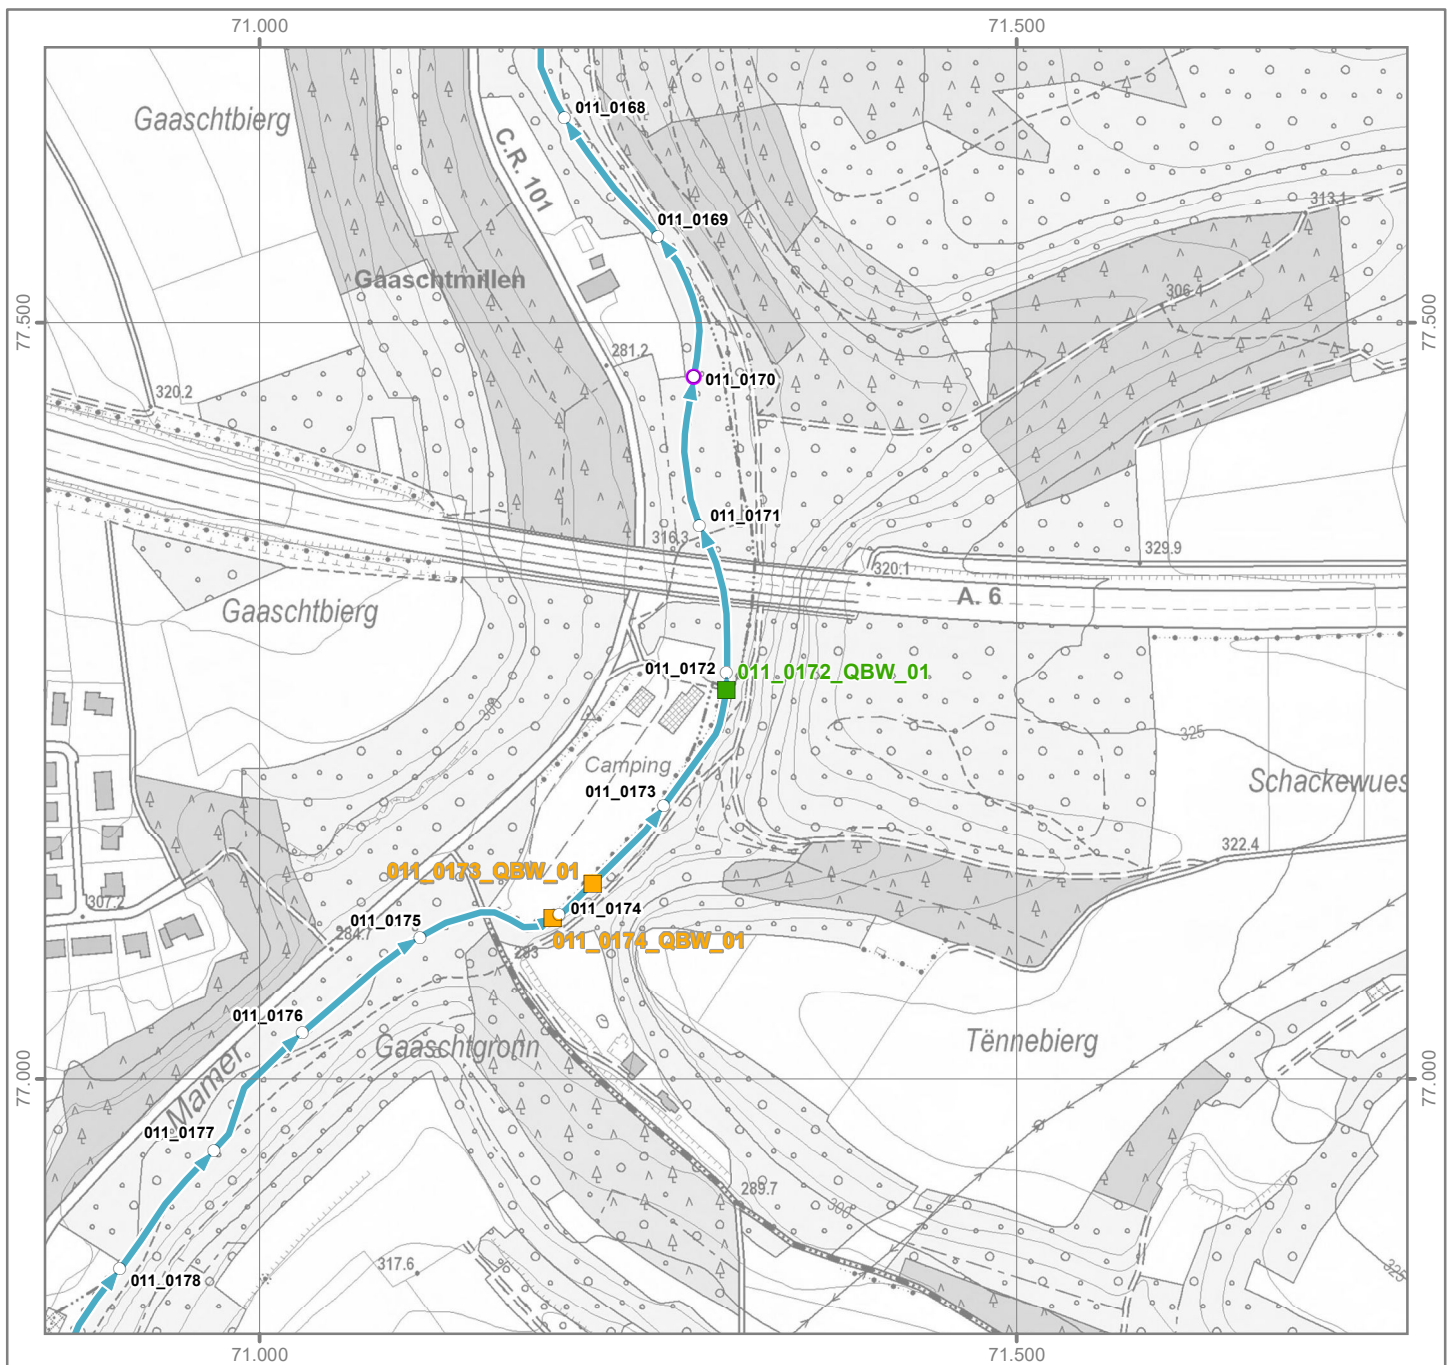 71.000
71.500
011_0168
Gaaschtbierg
C.R. 101
313.1
011_0169
Gaaschtmillen
306.4
77.500
77.500
281.2
011_0170
320.2
011_0171
316.3
329.9
320.1
A. 6
Gaaschtbierg
011_0172
011_0172_QBW_01
300
325
Camping
Schackewues
011_0173
322.4
011_0173_QBW_01
307.2
011_0174
011_0175
284.7
011_0174_QBW_01
283
011_0176
Gaaschtgronn
Tënnebierg
Mamer
77.000
77.000
011_0177
289.7
300
317.6
011_0178
325
71.000
71.500